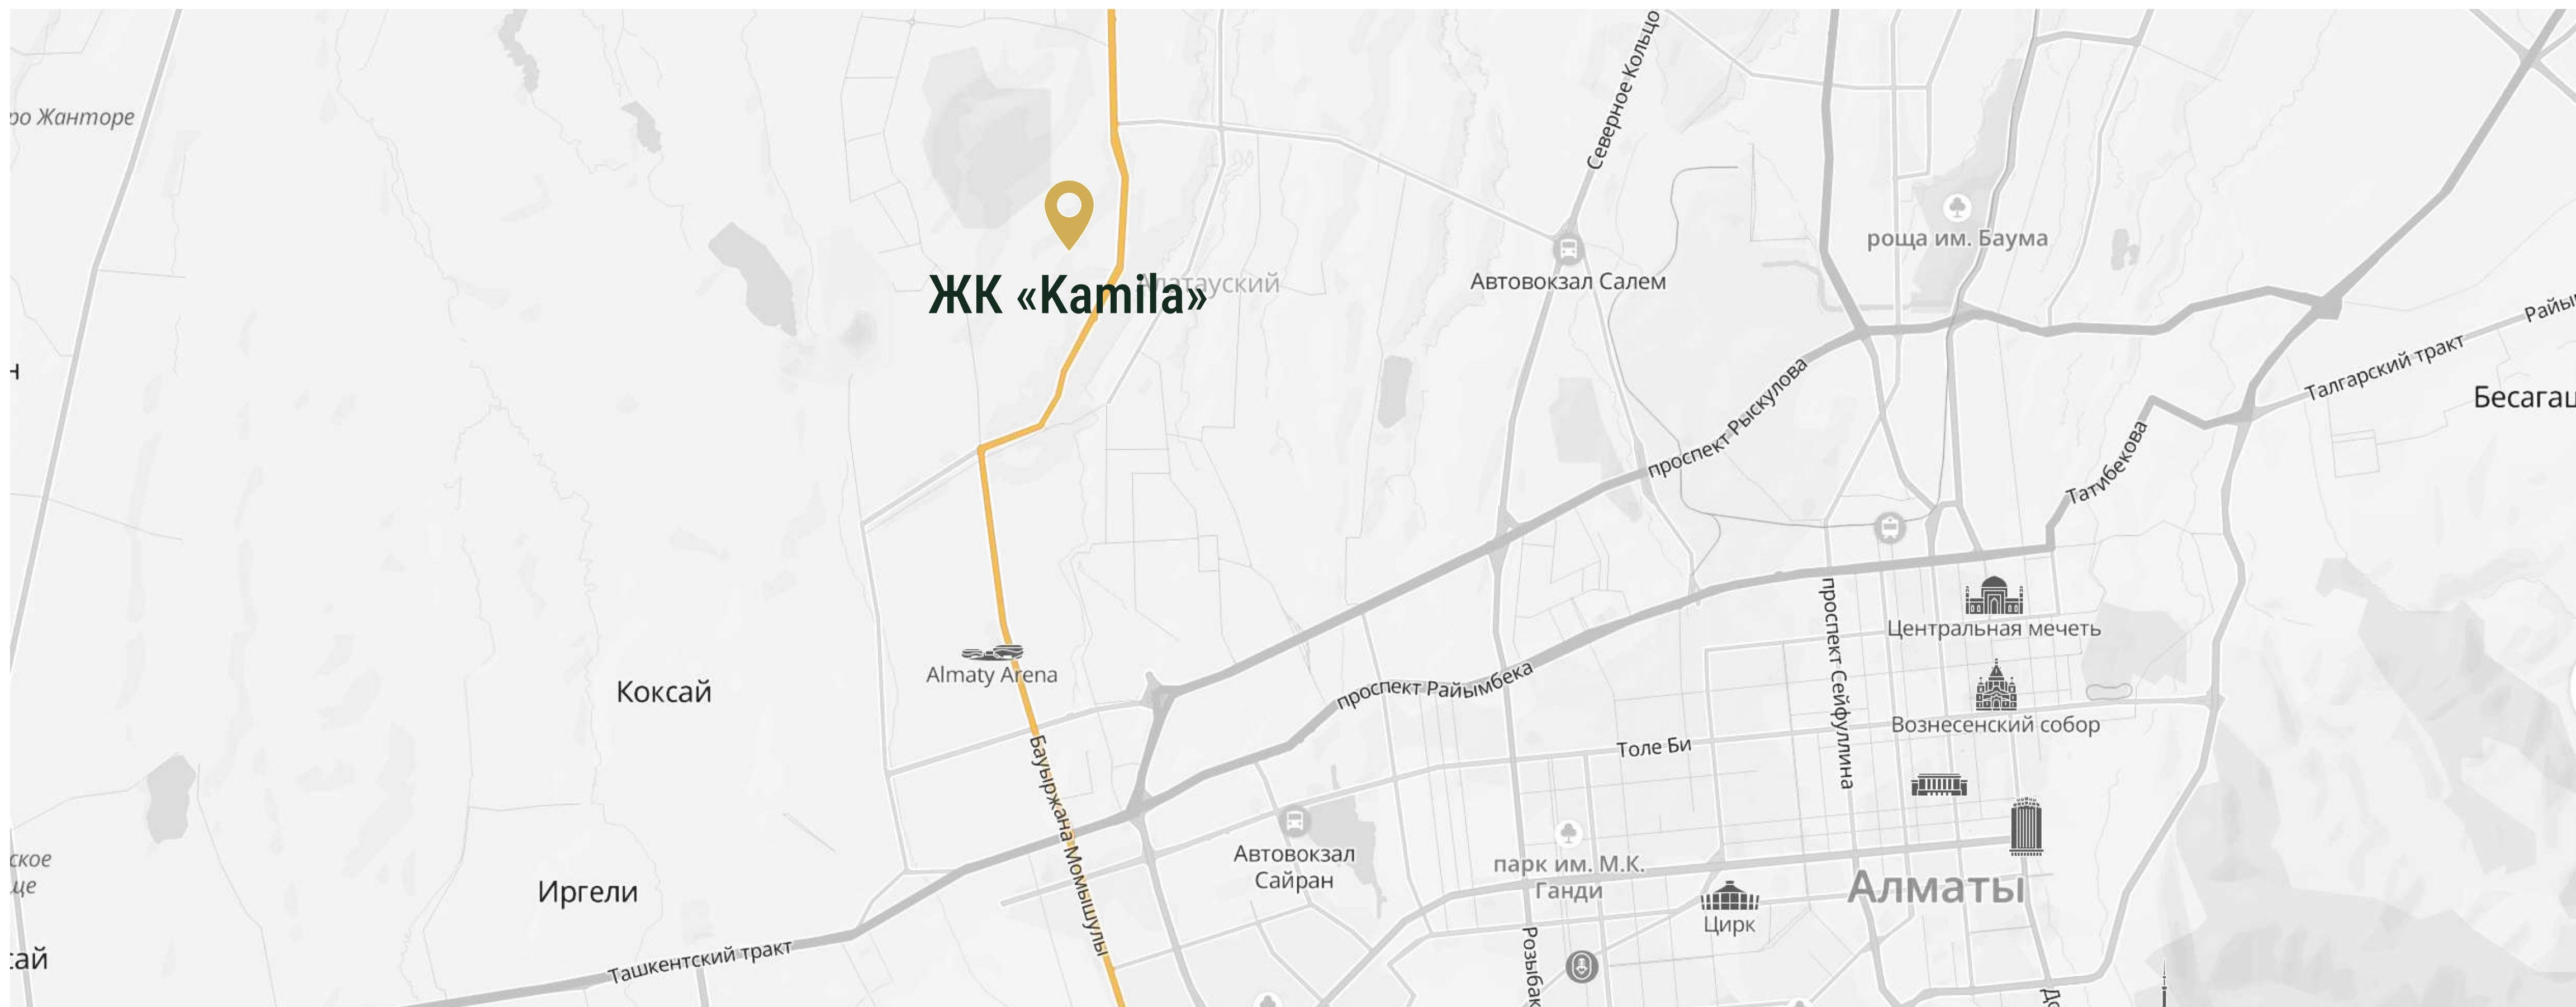 Северное Кольцо
ро Жанторе
роща им. Баума
ЖК «Kamila»
Алатауский
Автовокзал Салем
Райы
Талгарский тракт
проспект Рыскулова
н
Бесагаш
Татибекова
Центральная мечеть
проспект Сейфуллина
Almaty Arena
Коксай
проспект Райымбека
Вознесенский собор
Толе Би
Бауыржана Момышулы
ское
ще
Автовокзал
Сайран
парк им. М.К.
Ганди
Алматы
Иргели
Цирк
Ташкентский тракт
сай
Розыбак
До